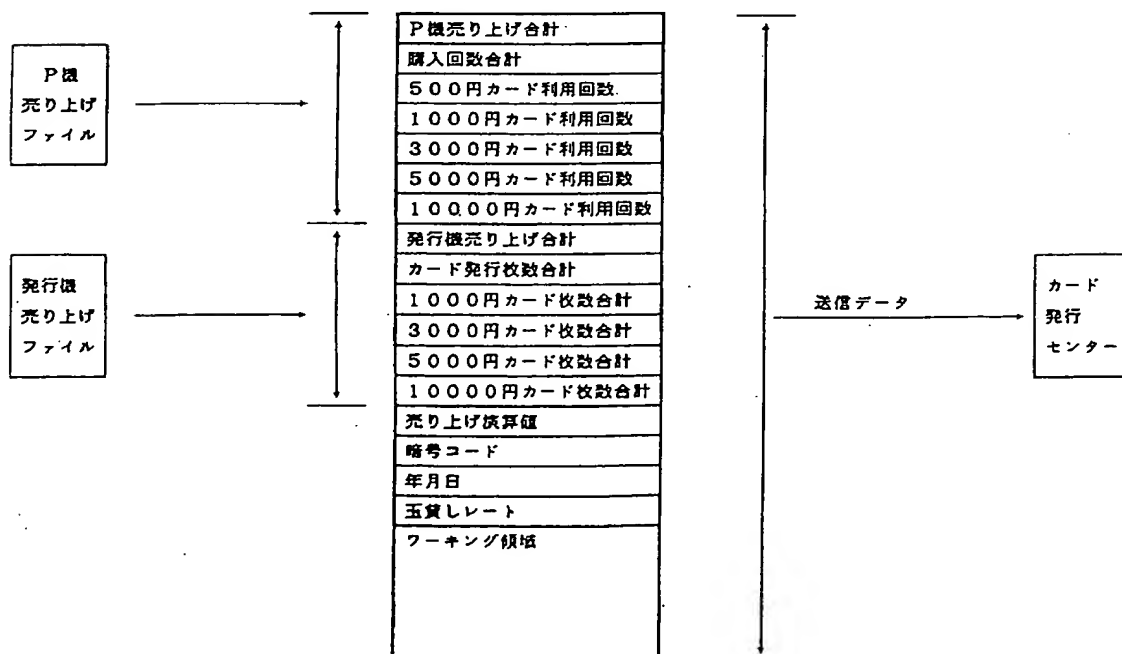 P機
売り上げ
ファイル
発行機
売り上げ
ファイル
P機売り上げ合計
購入回数合計
500円カード利用回数
1000円カード利用回数
3000円カード利用回数
5000円カード利用回数
10000円カード利用回数
発行機売り上げ合計
カード発行枚数合計
1000円カード枚数合計
3000円カード枚数合計
5000円カード枚数合計
10000円カード枚数合計
売り上げ演算値
暗号コード
年月日
玉貸しレート
ワーキング領域
送信データ
カード
発行
センター